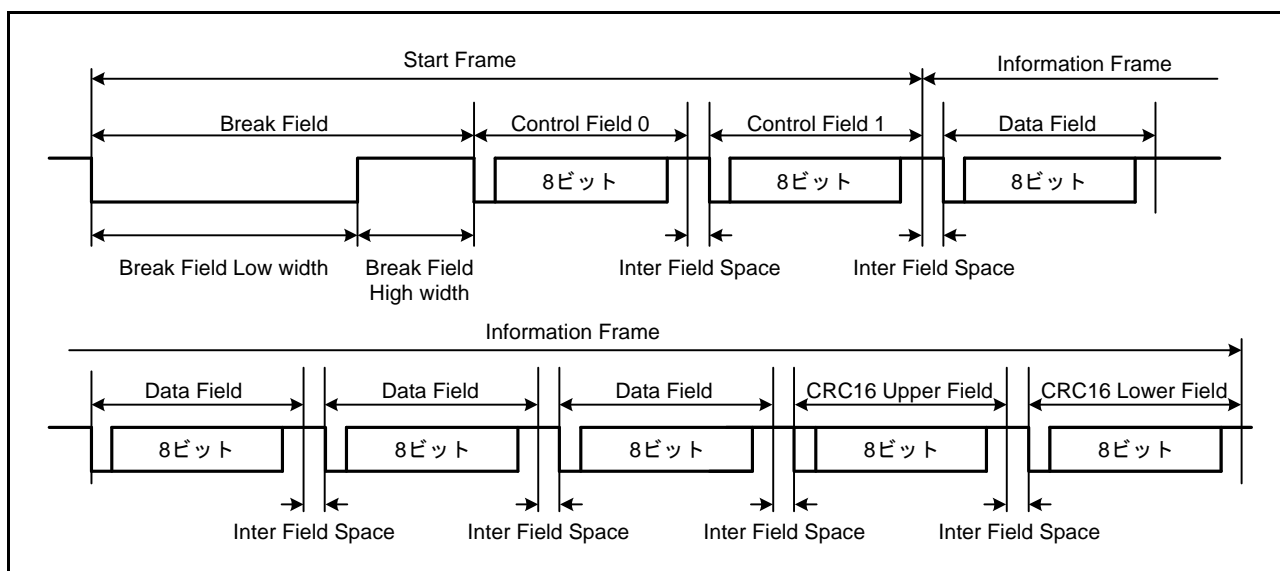 Start Frame
Information Frame
Break Field
Control Field 0
Control Field 1
Data Field
8ビット
8ビット
8ビット
Break Field Low width
Break Field
High width
Inter Field Space
Inter Field Space
Information Frame
Data Field
Data Field
Data Field
CRC16 Upper Field
CRC16 Lower Field
8ビット
8ビット
8ビット
8ビット
8ビット
Inter Field Space
Inter Field Space
Inter Field Space
Inter Field Space